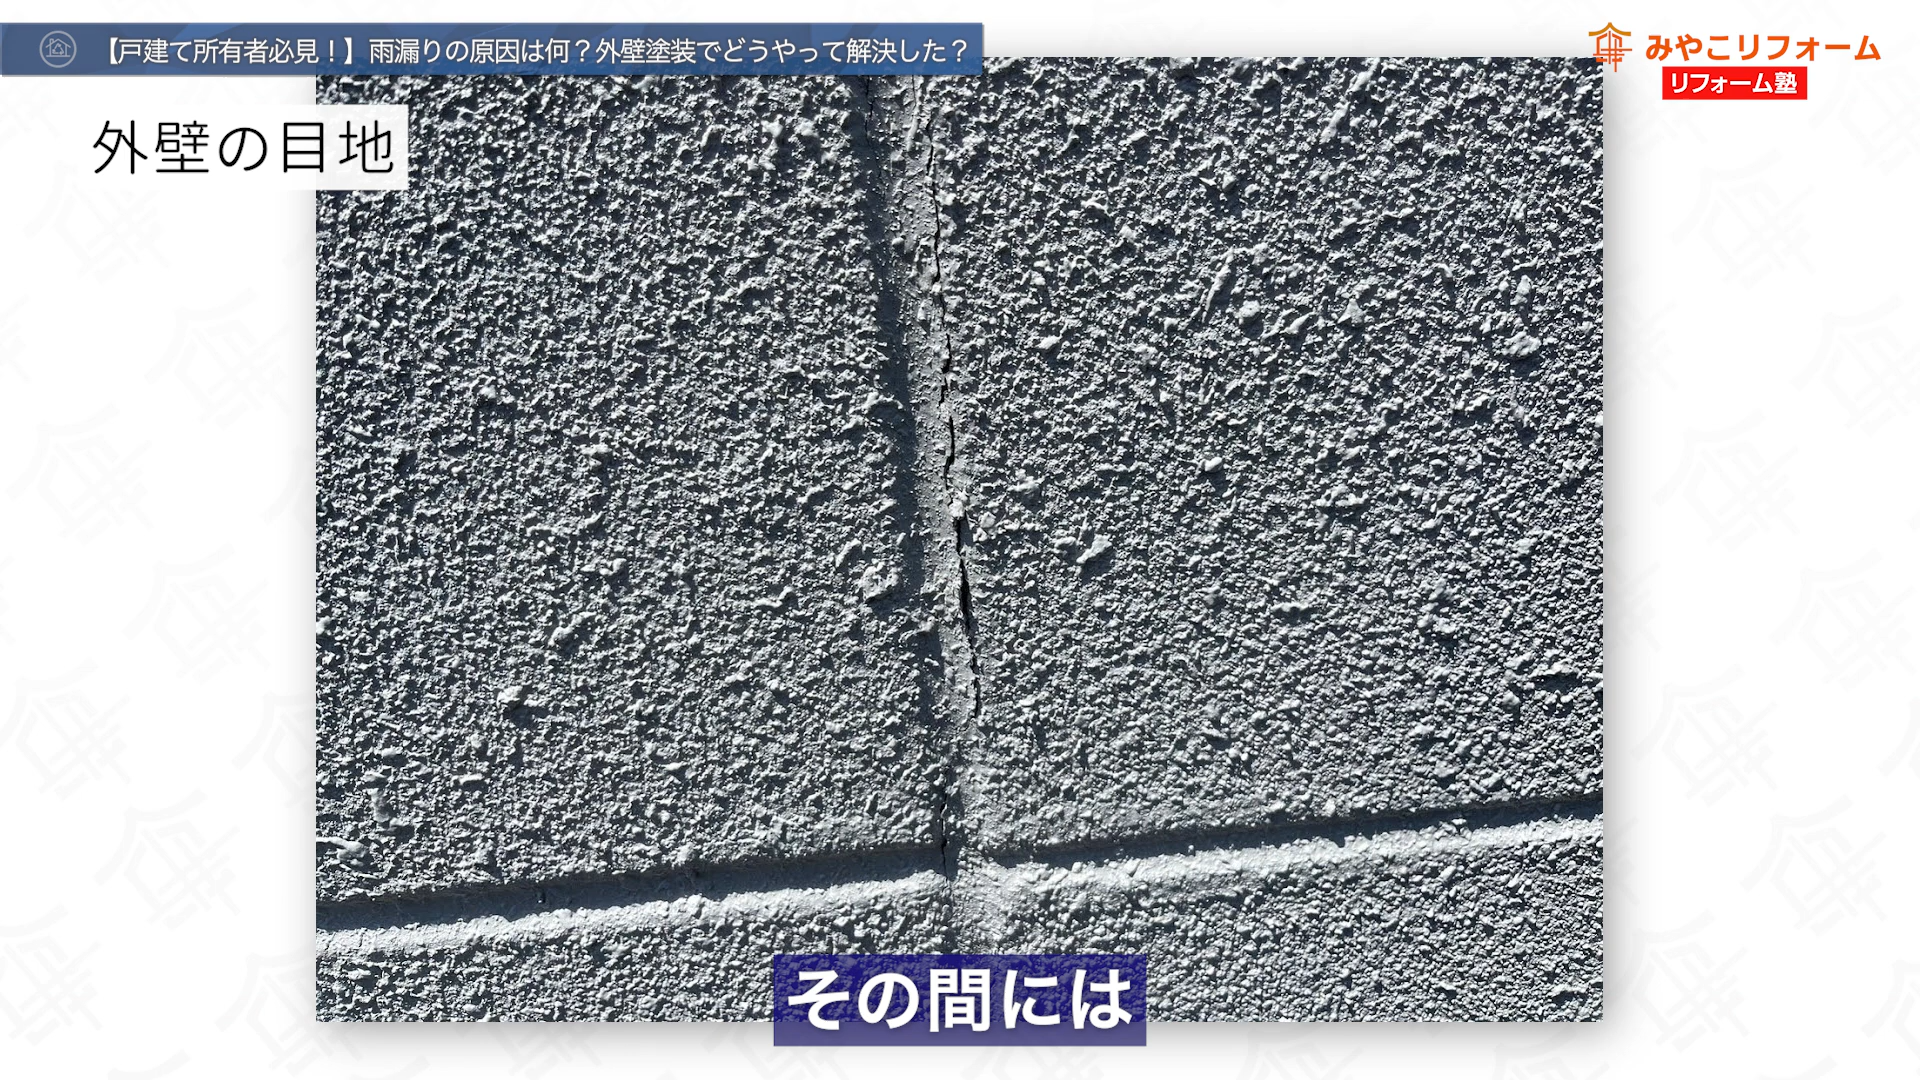 【戸建て所有者必見！】雨漏りの原因は何？外壁塗装でどうやって解決した？
みやこリフォーム
リフォーム塾
外壁の目地
その間には